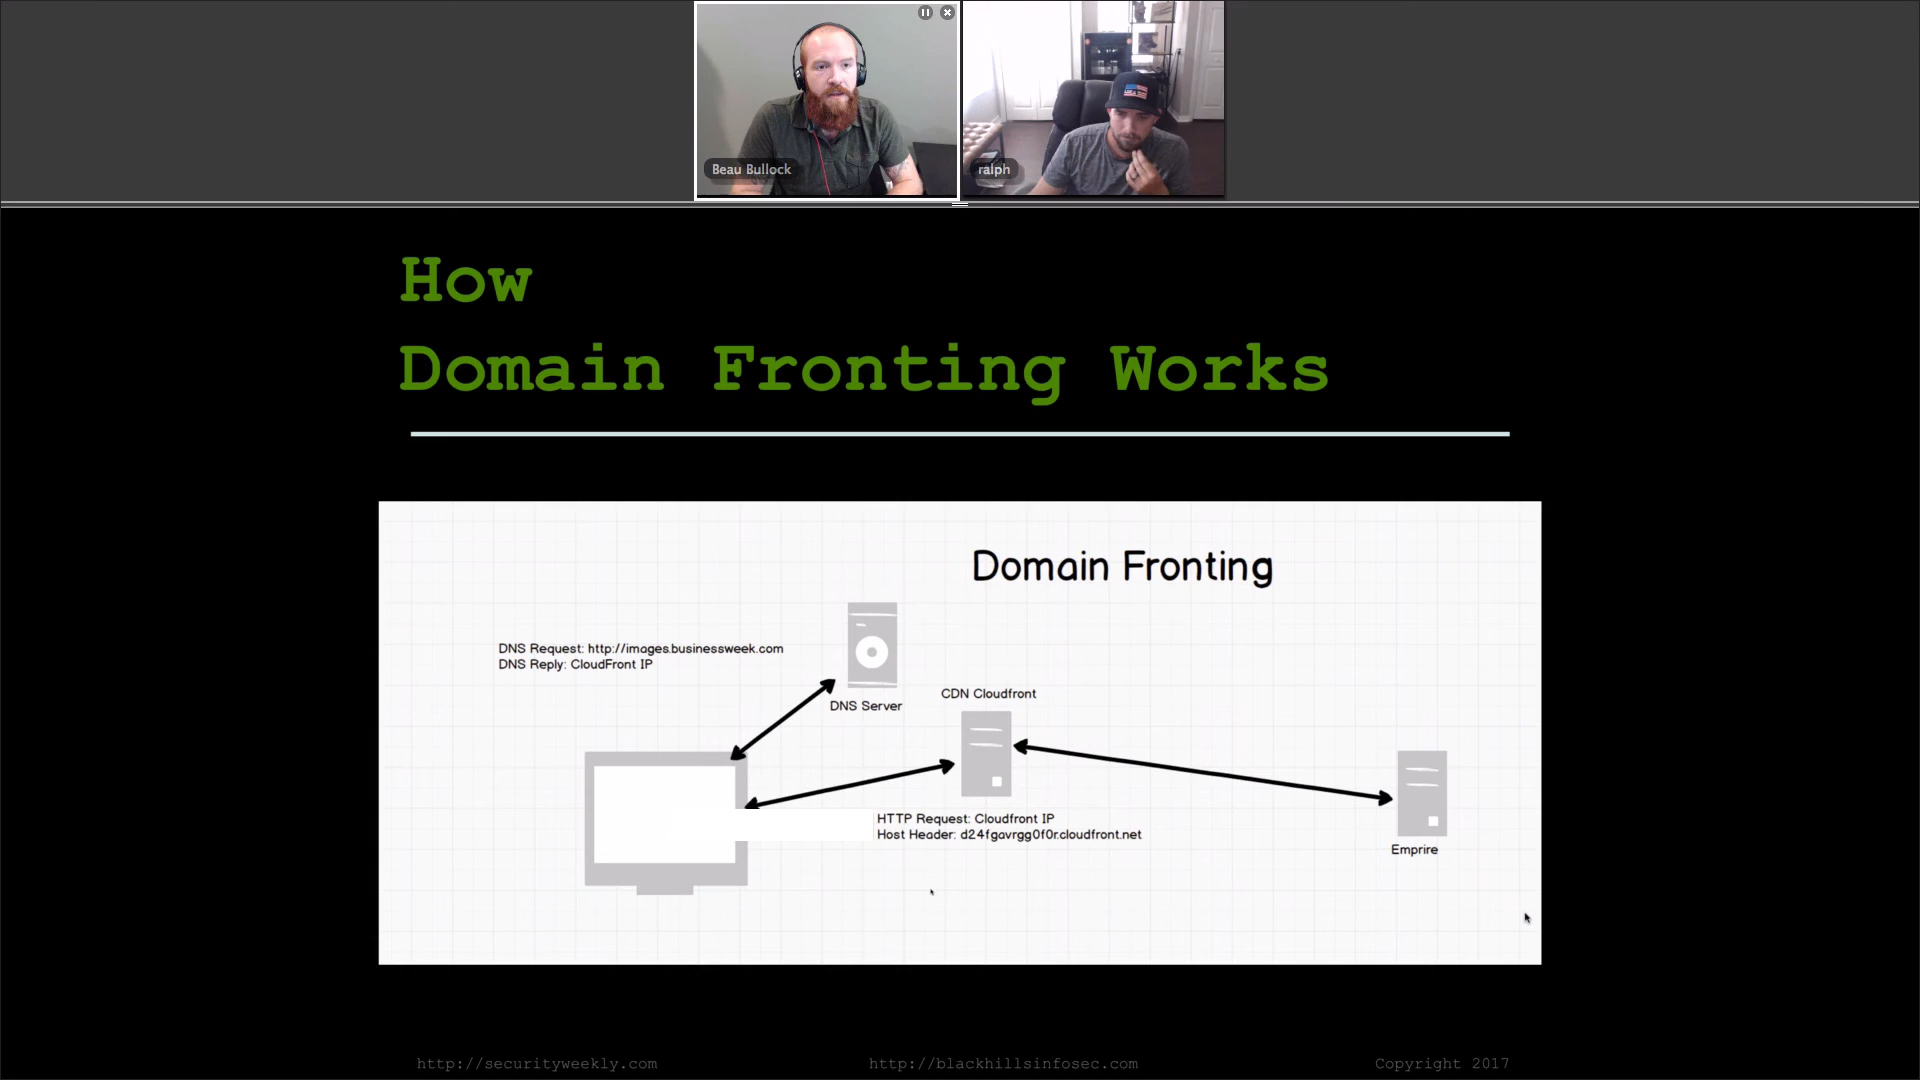 Beau Bullock
ralph
How
Domain Fronting Works
Domain Fronting
DNS Request: http://images.businessweek.com
DNS Reply: CloudFront IP
DNS Server
CDN Cloudfront
HTTP Request: Cloudfront IP
Host Header: d24fgavrgg0f0r.cloudfront.net
Emprire
http://securityweekly.com
http://blackhillsinfosec.com
Copyright 2017